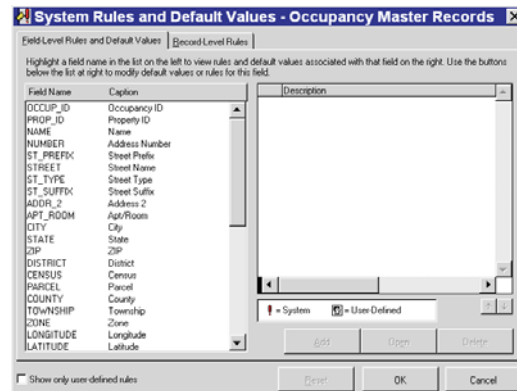 System Rules and Default Values - Occupancy Master Records
Field-Level Rules and Default Values
Record-Level Rules
Highlight a field name in the list on the left to view rules and default values associated with that field on the right. Use the buttons
below the list at right to modify default values or rules for this field.
Field Name Caption
OCCUP_ID Occupancy ID
PROP_ID Property ID
NAME Name
NUMBER Address Number
ST_PREFIX Street Prefix
STREET Street Name
ST_TYPE Street Type
ST_SUFFIX Street Suffix
ADDR_2 Address 2
APT_ROOM Apt/Room
CITY City
STATE State
ZIP ZIP
DISTRICT District
CENSUS Census
PARCEL Parcel
COUNTY County
TOWNSHIP Township
ZONE Zone
LONGITUDE Longitude
LATITUDE Latitude
Description
= System = User-Defined
Add Open Delete
Show only user-defined rules
Reset OK Cancel